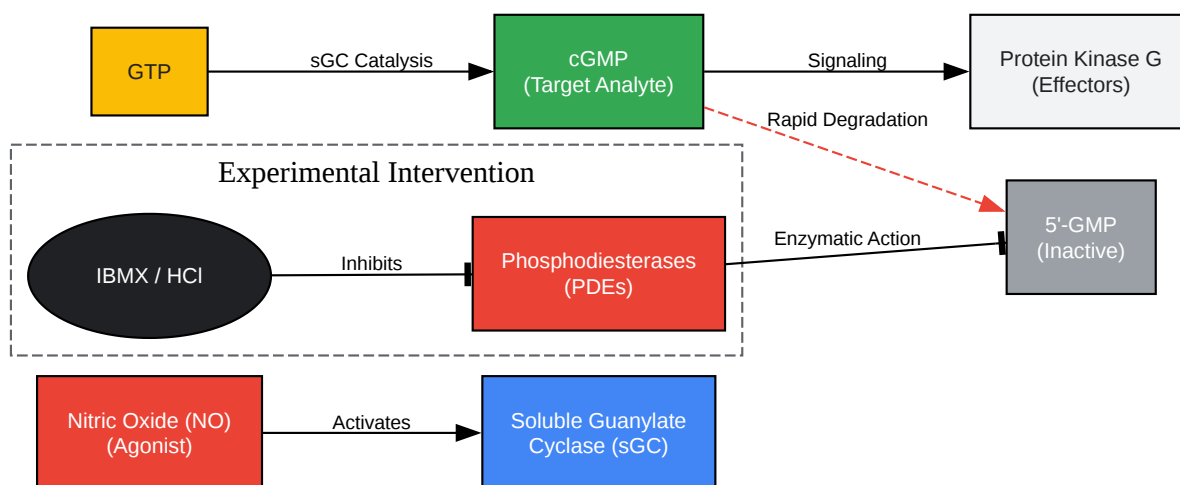 GTP
sGC Catalysis
cGMP
(Target Analyte)
Signaling
Protein Kinase G
(Effectors)
Rapid Degradation
Experimental Intervention
IBMX / HCl
Inhibits
Phosphodiesterases
(PDEs)
Enzymatic Action
5'-GMP
(Inactive)
Nitric Oxide (NO)
(Agonist)
Activates
Soluble Guanylate
Cyclase (sGC)